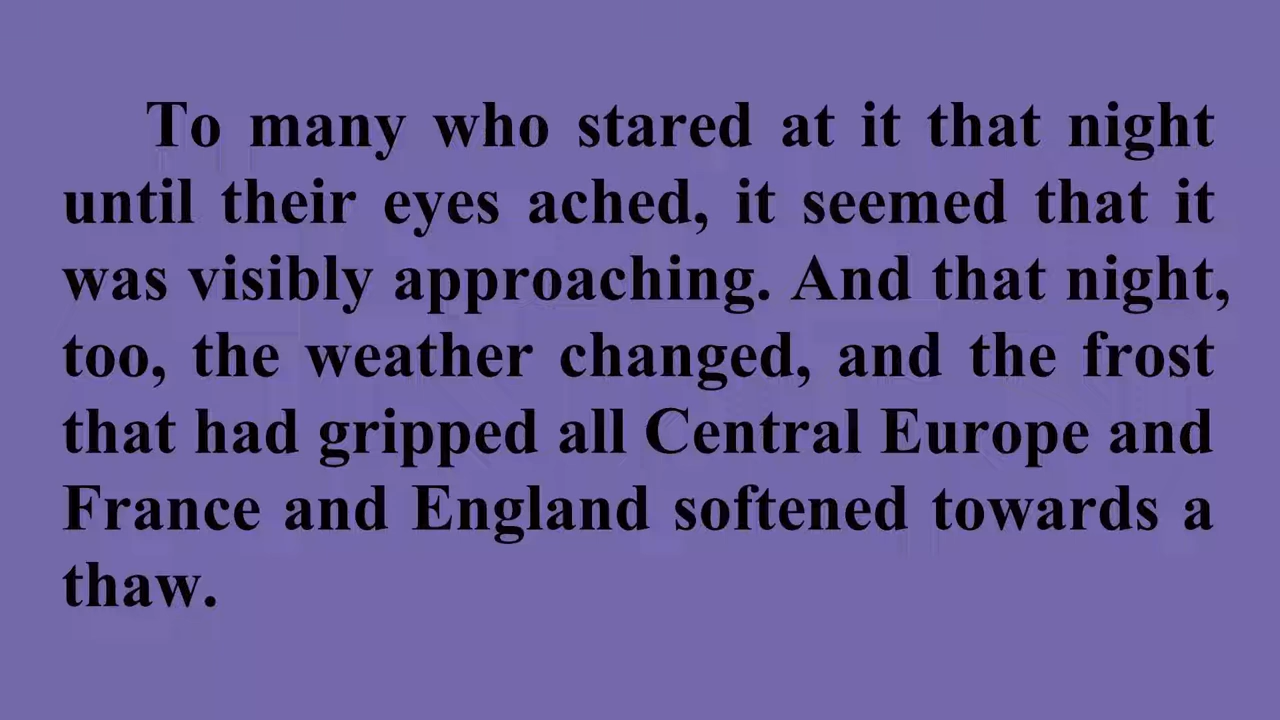 To many who stared at it that night
until their eyes ached, it seemed that it
was visibly approaching. And that night,
too, the weather changed, and the frost
that had gripped all Central Europe and
France and England softened towards a
thaw.